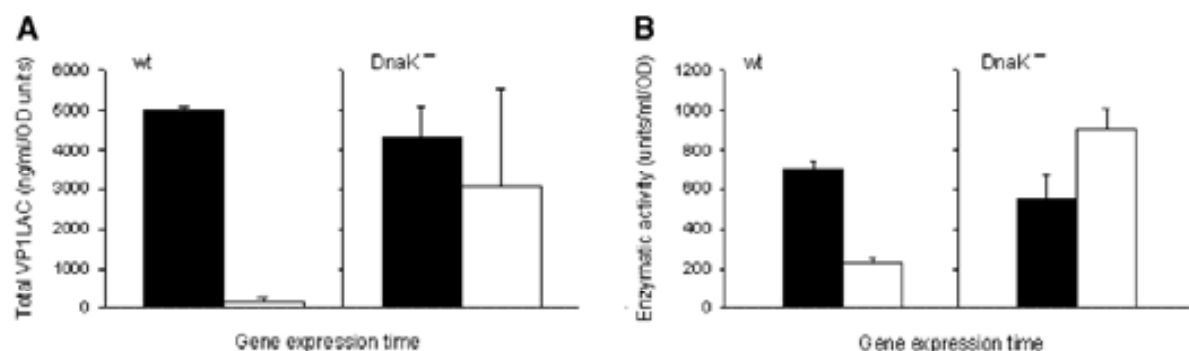 A
B
wt
DnaK⁻
wt
DnaK⁻
Total VP1LAC (ng/ml/OD units)
6000
5000
4000
3000
2000
1000
0
Enzymatic activity (units/ml/OD)
1200
1000
800
600
400
200
0
Gene expression time
Gene expression time